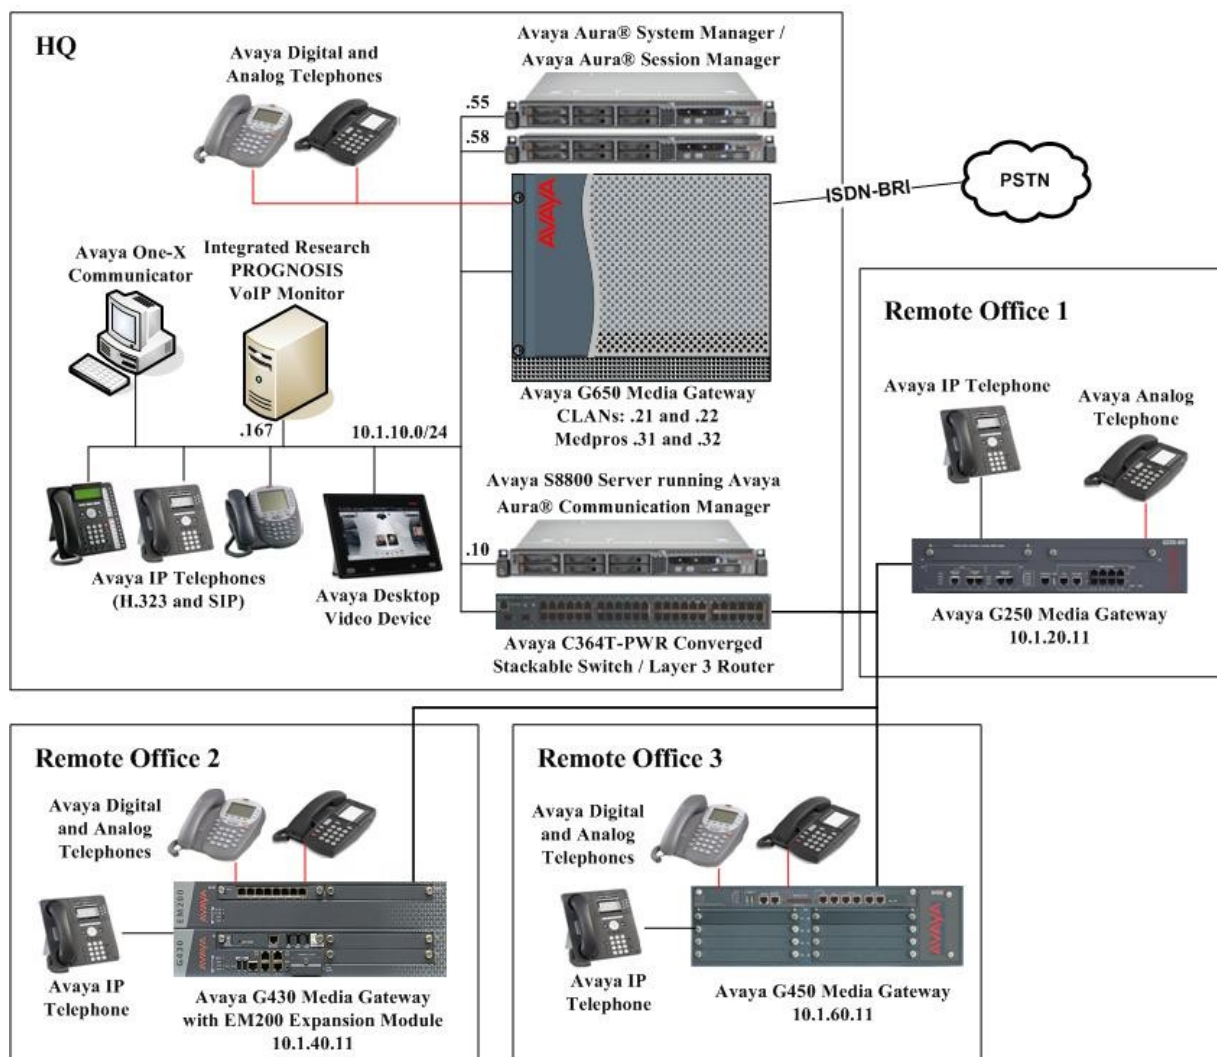 HQ
Avaya Digital and
Analog Telephones
Avaya Aura® System Manager /
Avaya Aura® Session Manager
.55
.58
AVAYA
ISDN-BRI
PSTN
Avaya One-X
Communicator
Integrated Research
PROGNOSIS
VoIP Monitor
.167
10.1.10.0/24
Avaya G650 Media Gateway
CLANs: .21 and .22
Medpros .31 and .32
Avaya IP Telephones
(H.323 and SIP)
Avaya Desktop
Video Device
Avaya S8800 Server running Avaya
Aura® Communication Manager
.10
Avaya C364T-PWR Converged
Stackable Switch / Layer 3 Router
Remote Office 1
Avaya IP Telephone
Avaya Analog
Telephone
Avaya G250 Media Gateway
10.1.20.11
Remote Office 2
Avaya Digital
and Analog
Telephones
EM200
AVAYA
G430
AVAYA
Avaya IP
Telephone
Avaya G430 Media Gateway
with EM200 Expansion Module
10.1.40.11
Remote Office 3
Avaya Digital
and Analog
Telephones
AVAYA
Avaya IP
Telephone
Avaya G450 Media Gateway
10.1.60.11